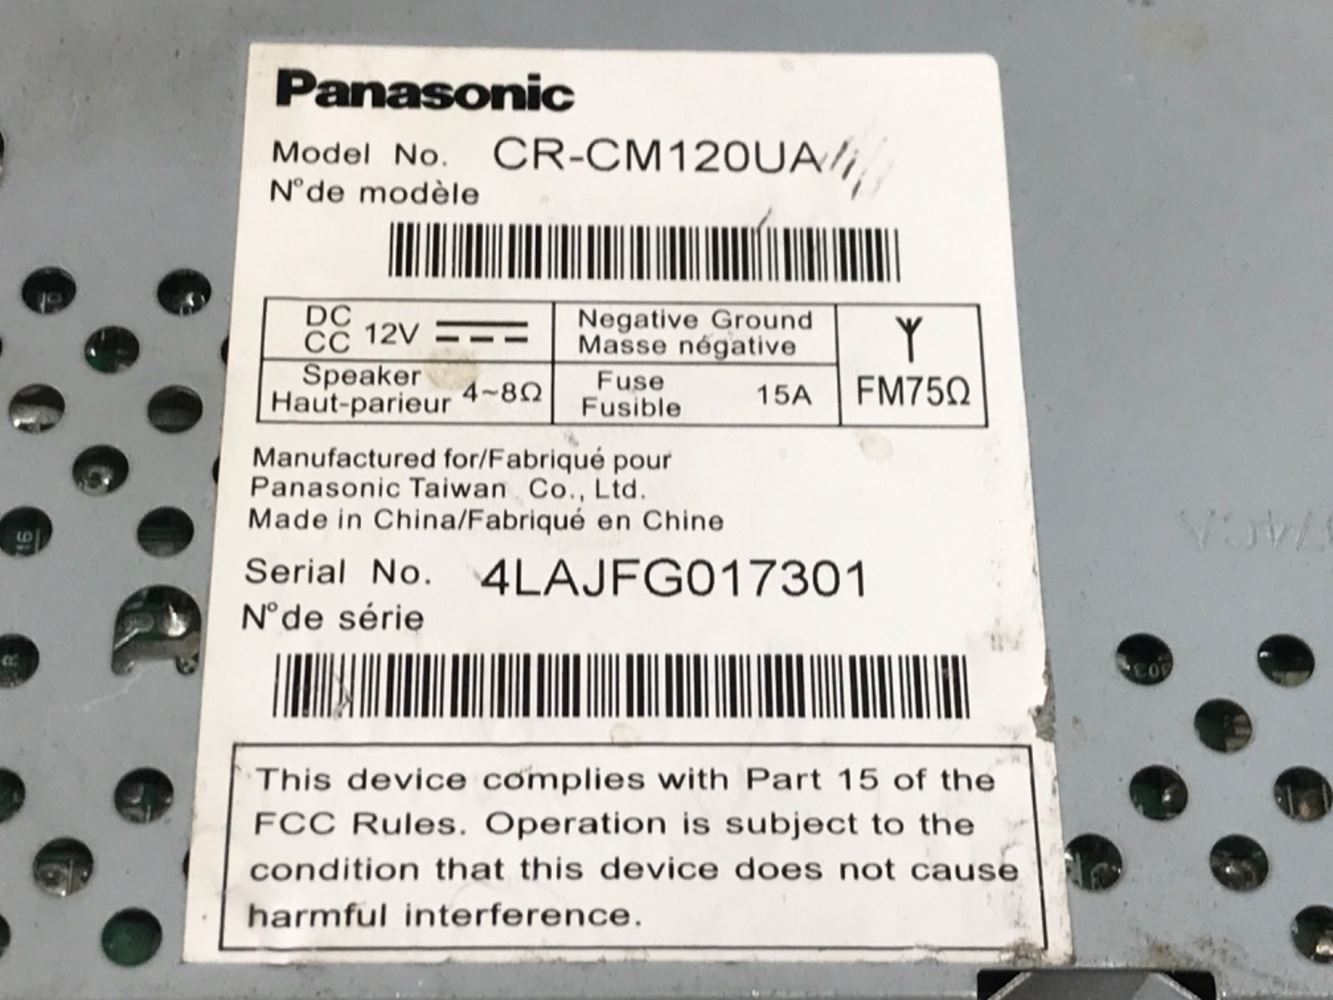 Panasonic
Model No. CR-CM120UA
N°de modèle
DC
CC 12V
Negative Ground
Masse négative
Speaker
Haut-parieur 4~8Ω
Fuse
Fusible 15A
FM75Ω
Manufactured for/Fabriqué pour
Panasonic Taiwan Co., Ltd.
Made in China/Fabriqué en Chine
Serial No. 4LAJFG017301
N°de série
This device complies with Part 15 of the
FCC Rules. Operation is subject to the
condition that this device does not cause
harmful interference.